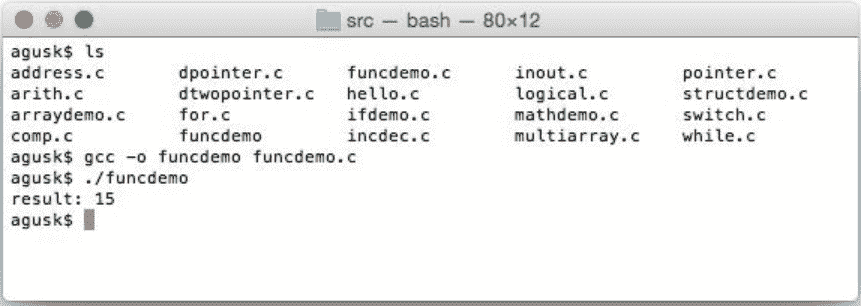 src — bash — 80×12
agusk$ ls
address.c dpointer.c funcdemo.c inout.c pointer.c
arith.c dtwopointer.c hello.c logical.c structdemo.c
arraydemo.c for.c ifdemo.c mathdemo.c switch.c
comp.c funcdemo incdec.c multiarray.c while.c
agusk$ gcc -o funcdemo funcdemo.c
agusk$ ./funcdemo
result: 15
agusk$